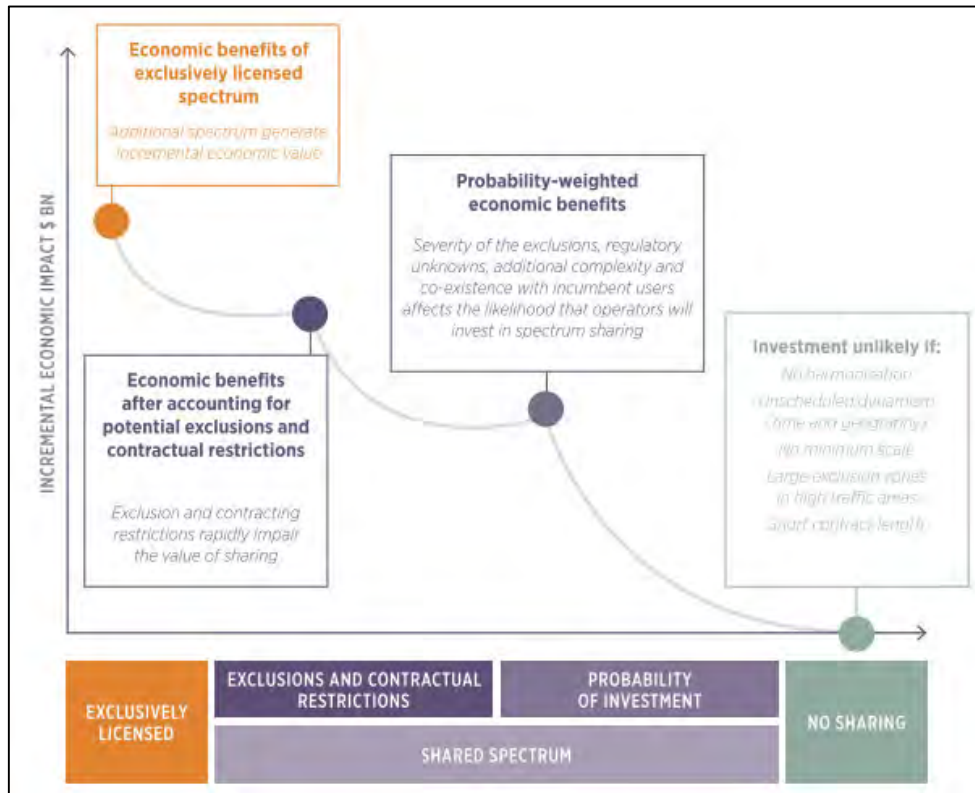 Economic benefits of
exclusively licensed
spectrum
Additional spectrum generate
incremental economic value
INCREMENTAL ECONOMIC IMPACT $ BN
Probability-weighted
economic benefits
Severity of the exclusions, regulatory
unknowns, additional complexity and
co-existence with incumbent users
affects the likelihood that operators will
invest in spectrum sharing
Economic benefits
after accounting for
potential exclusions and
contractual restrictions
Exclusion and contracting
restrictions rapidly impair
the value of sharing
Investment unlikely if:
No harmonisation
Unscheduled dynamism
(time and geography)
No minimum scale
Large exclusion zones
in high traffic areas
Short contract length
EXCLUSIVELY
LICENSED
EXCLUSIONS AND CONTRACTUAL
RESTRICTIONS
PROBABILITY
OF INVESTMENT
SHARED SPECTRUM
NO SHARING